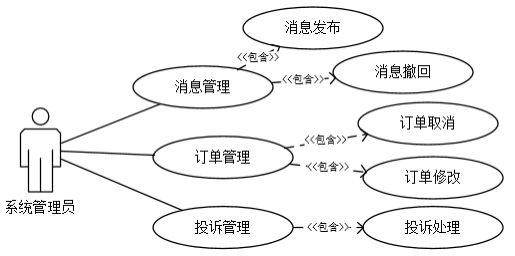 消息发布
<<包含>>
消息管理
<<包含>>
消息撤回
订单取消
<<包含>>
订单管理
<<包含>>
订单修改
系统管理员
投诉管理
<<包含>>
投诉处理